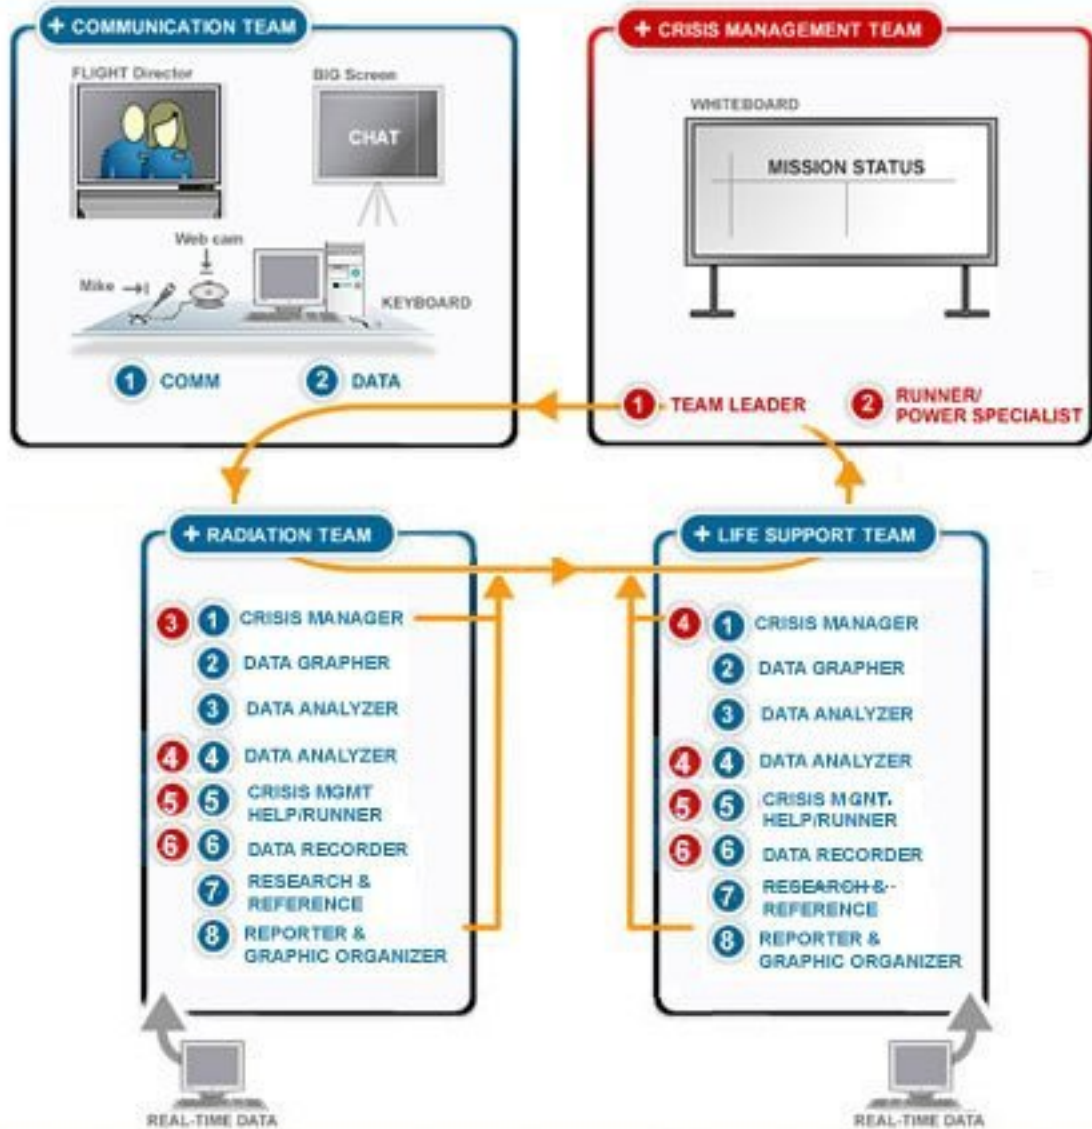 + COMMUNICATION TEAM
FLIGHT Director
BIG Screen
CHAT
Web cam
Mike
KEYBOARD
1 COMM
2 DATA
+ CRISIS MANAGEMENT TEAM
WHITEBOARD
MISSION STATUS
1 TEAM LEADER
2 RUNNER/
POWER SPECIALIST
+ RADIATION TEAM
3 1 CRISIS MANAGER
2 DATA GRAPHER
3 DATA ANALYZER
4 4 DATA ANALYZER
5 5 CRISIS MGMT
HELP/RUNNER
6 6 DATA RECORDER
7 RESEARCH &
REFERENCE
8 REPORTER &
GRAPHIC ORGANIZER
REAL-TIME DATA
+ LIFE SUPPORT TEAM
4 1 CRISIS MANAGER
2 DATA GRAPHER
3 DATA ANALYZER
4 4 DATA ANALYZER
5 5 CRISIS MGNT.
HELP/RUNNER
6 6 DATA RECORDER
7 RESEARCH &
REFERENCE
8 REPORTER &
GRAPHIC ORGANIZER
REAL-TIME DATA